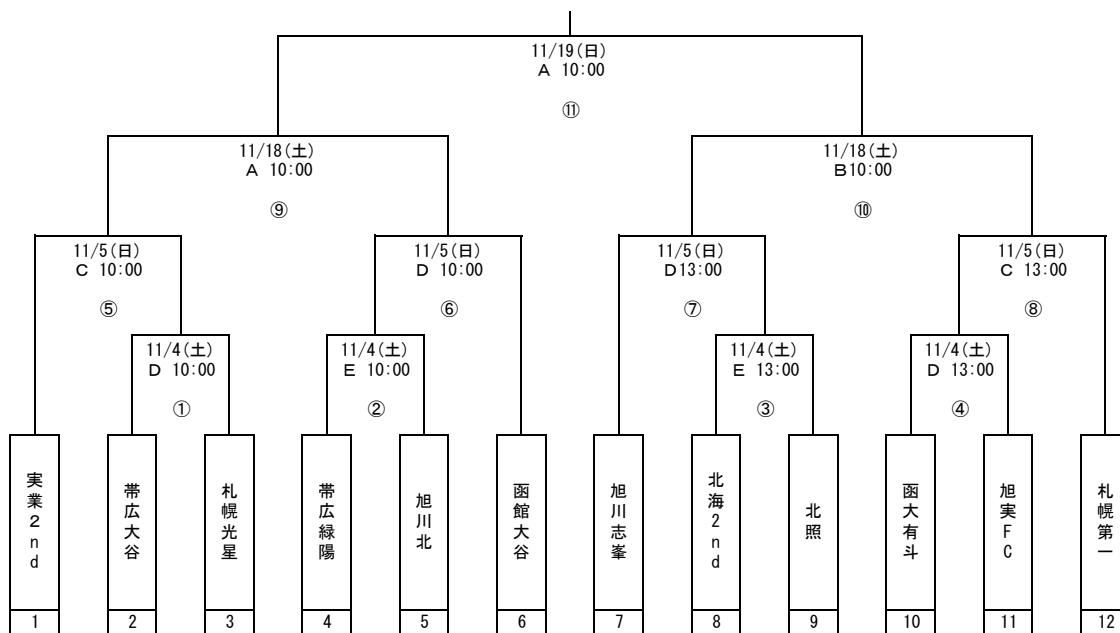 11/19(日)
A 10:00
⑪
11/18(土)
A 10:00
⑨
11/18(土)
B10:00
⑩
11/5(日)
C 10:00
⑤
11/5(日)
D 10:00
⑥
11/5(日)
D13:00
⑦
11/5(日)
C 13:00
⑧
11/4(土)
D 10:00
①
11/4(土)
E 10:00
②
11/4(土)
E 13:00
③
11/4(土)
D 13:00
④
実業2nd
帯広大谷
札幌光星
帯広緑陽
旭川北
函館大谷
旭川志峯
北海2nd
北照
函大有斗
旭実FC
札幌第一
1
2
3
4
5
6
7
8
9
10
11
12